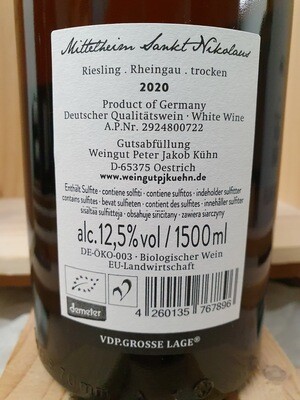 Mittelheim Sankt Nikolaus
Riesling . Rheingau . trocken
2020
Product of Germany
Deutscher Qualitätswein · White Wine
A.P.Nr. 2924800722
Gutsabfüllung
Weingut Peter Jakob Kühn
D-65375 Oestrich
www.weingutpjkuehn.de
Enthält Sulfite · contiene solfiti · contiene sulfitos · indeholder sulfitter
contains sulfites · bevat sulfieten · contient des sulfites · innehåller sulfiter
sisältää sulfiitteja · obsahuje siřičitany · zawiera siarczyny
alc. 12,5% vol / 1500 ml
DE-ÖKO-003 · Biologischer Wein
EU-Landwirtschaft
demeter
4 260135 767896
VDP.GROSSE LAGE®